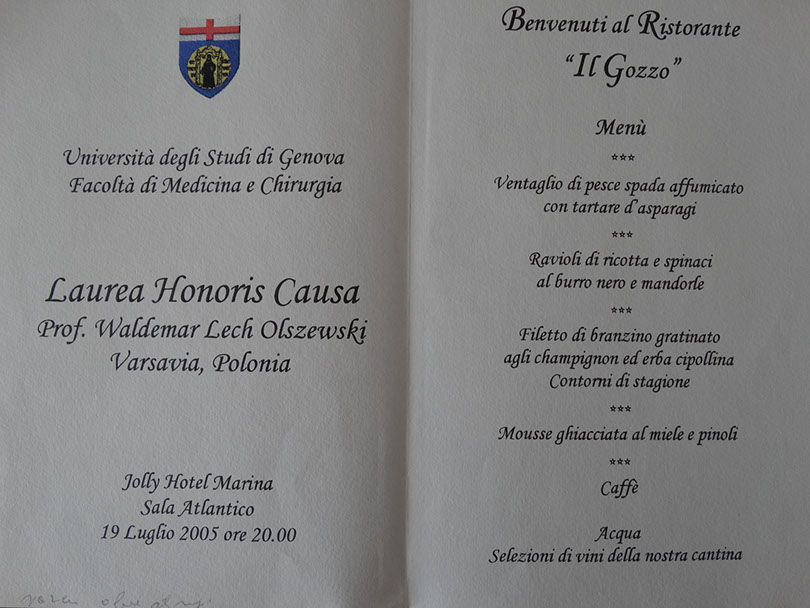 Università degli Studi di Genova
Facoltà di Medicina e Chirurgia
Laurea Honoris Causa
Prof. Waldemar Lech Olszewski
Varsavia, Polonia
Jolly Hotel Marina
Sala Atlantico
19 Luglio 2005 ore 20.00
Benvenuti al Ristorante
“Il Gozzo”
Menù
***
Ventaglio di pesce spada affumicato
con tartare d'asparagi
***
Ravioli di ricotta e spinaci
al burro nero e mandorle
***
Filetto di branzino gratinato
agli champignon ed erba cipollina
Contorni di stagione
***
Mousse ghiacciata al miele e pinoli
***
Caffè
Acqua
Selezioni di vini della nostra cantina